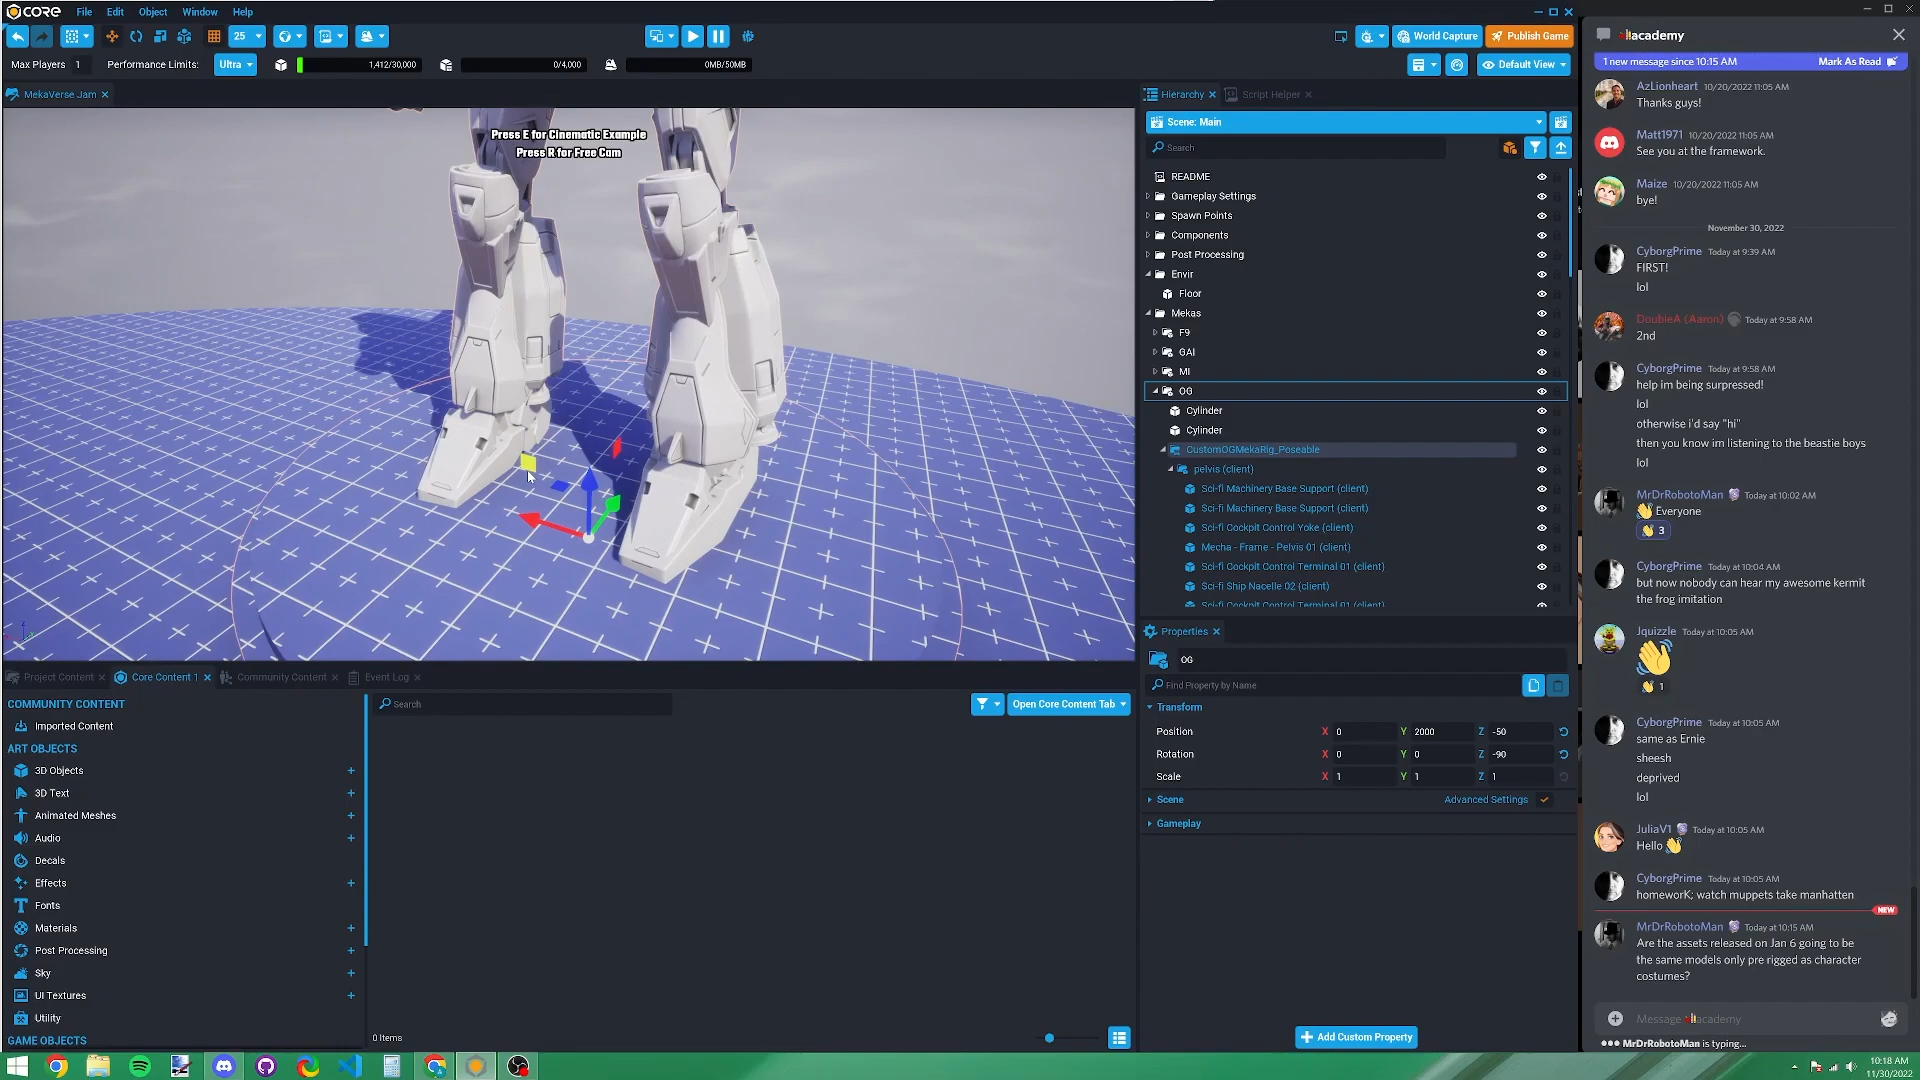 CORE
File Edit Object Window Help
25
World Capture
Publish Game
Max Players 1 Performance Limits: Ultra 1,412/30,000 0/4,000 0MB/50MB
Default View
MekaVerse Jam
Press E for Cinematic Example
Press R for Free Cam
Hierarchy
Script Helper
Scene: Main
Search
README
Gameplay Settings
Spawn Points
Components
Post Processing
Envir
Floor
Mekas
F9
GAI
MI
OG
Cylinder
Cylinder
CustomOGMekaRig_Poseable
pelvis (client)
Sci-fi Machinery Base Support (client)
Sci-fi Machinery Base Support (client)
Sci-fi Cockpit Control Yoke (client)
Mecha - Frame - Pelvis 01 (client)
Sci-fi Cockpit Control Terminal 01 (client)
Sci-fi Ship Nacelle 02 (client)
Sci-fi Cockpit Control Terminal 01 (client)
Properties
OG
Find Property by Name
Transform
Position X 0 Y 2000 Z -50
Rotation X 0 Y 0 Z -90
Scale X 1 Y 1 Z 1
Scene Advanced Settings
Gameplay
Add Custom Property
Project Content
Core Content 1
Community Content
Event Log
COMMUNITY CONTENT
Imported Content
ART OBJECTS
3D Objects
3D Text
Animated Meshes
Audio
Decals
Effects
Fonts
Materials
Post Processing
Sky
UI Textures
Utility
GAME OBJECTS
Search
Open Core Content Tab
0 Items
academy
1 new message since 10:15 AM Mark As Read
AzLionheart 10/20/2022 11:05 AM
Thanks guys!
Matt1971 10/20/2022 11:05 AM
See you at the framework.
Maize 10/20/2022 11:05 AM
bye!
November 30, 2022
CyborgPrime Today at 9:39 AM
FIRST!
lol
DoubleA (Aaron) Today at 9:58 AM
2nd
CyborgPrime Today at 9:58 AM
help im being surpressed!
lol
otherwise i'd say "hi"
then you know im listening to the beastie boys
lol
MrDrRobotoMan Today at 10:02 AM
👋 Everyone
👋 3
CyborgPrime Today at 10:04 AM
but now nobody can hear my awesome kermit
the frog imitation
Jquizzle Today at 10:05 AM
👋
👋 1
CyborgPrime Today at 10:05 AM
same as Ernie
sheesh
deprived
lol
JuliaV1 Today at 10:05 AM
Hello 👋
CyborgPrime Today at 10:05 AM
homeworK; watch muppets take manhatten
NEW
MrDrRobotoMan Today at 10:15 AM
Are the assets released on Jan 6 going to be
the same models only pre rigged as character
costumes?
Message academy
MrDrRobotoMan is typing...
10:18 AM
11/30/2022